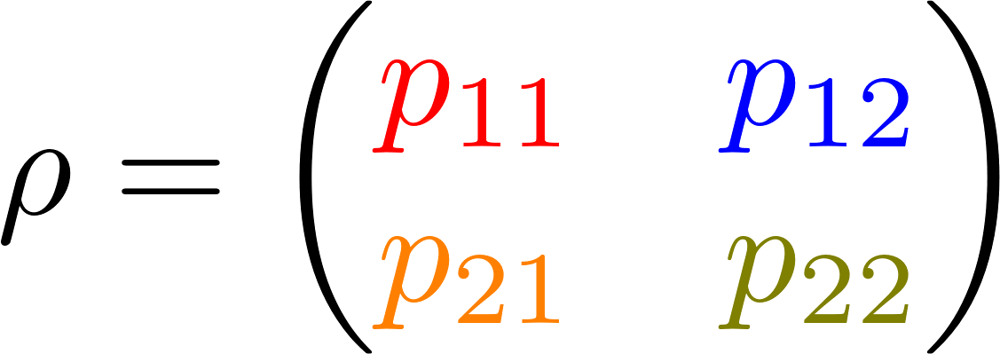 ρ = ( p₁₁ p₁₂
p₂₁ p₂₂ )